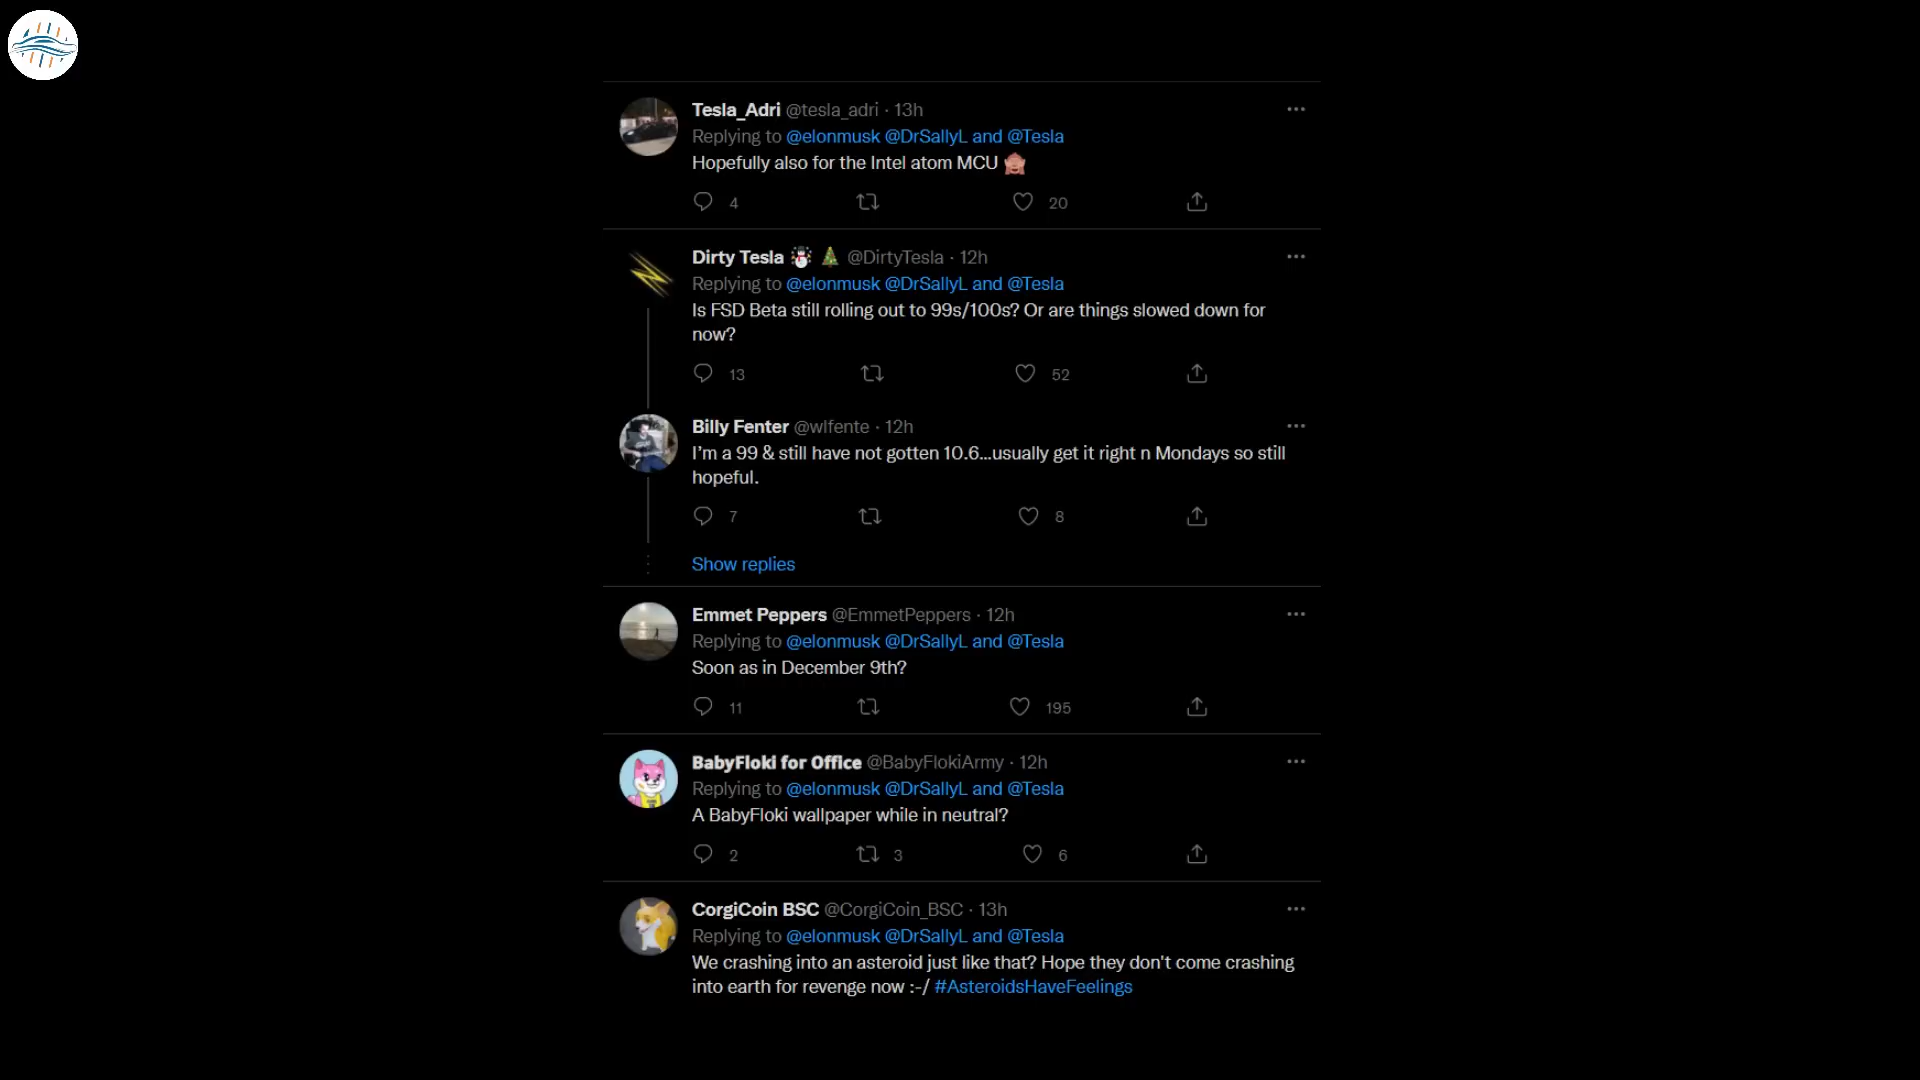 Tesla_Adri @tesla_adri · 13h
Replying to @elonmusk @DrSallyL and @Tesla
Hopefully also for the Intel atom MCU 🙈
4 20
Dirty Tesla ☃️ 🎄 @DirtyTesla · 12h
Replying to @elonmusk @DrSallyL and @Tesla
Is FSD Beta still rolling out to 99s/100s? Or are things slowed down for
now?
13 52
Billy Fenter @wlfente · 12h
I'm a 99 & still have not gotten 10.6...usually get it right n Mondays so still
hopeful.
7 8
Show replies
Emmet Peppers @EmmetPeppers · 12h
Replying to @elonmusk @DrSallyL and @Tesla
Soon as in December 9th?
11 195
BabyFloki for Office @BabyFlokiArmy · 12h
Replying to @elonmusk @DrSallyL and @Tesla
A BabyFloki wallpaper while in neutral?
2 3 6
CorgiCoin BSC @CorgiCoin_BSC · 13h
Replying to @elonmusk @DrSallyL and @Tesla
We crashing into an asteroid just like that? Hope they don't come crashing
into earth for revenge now :-/ #AsteroidsHaveFeelings